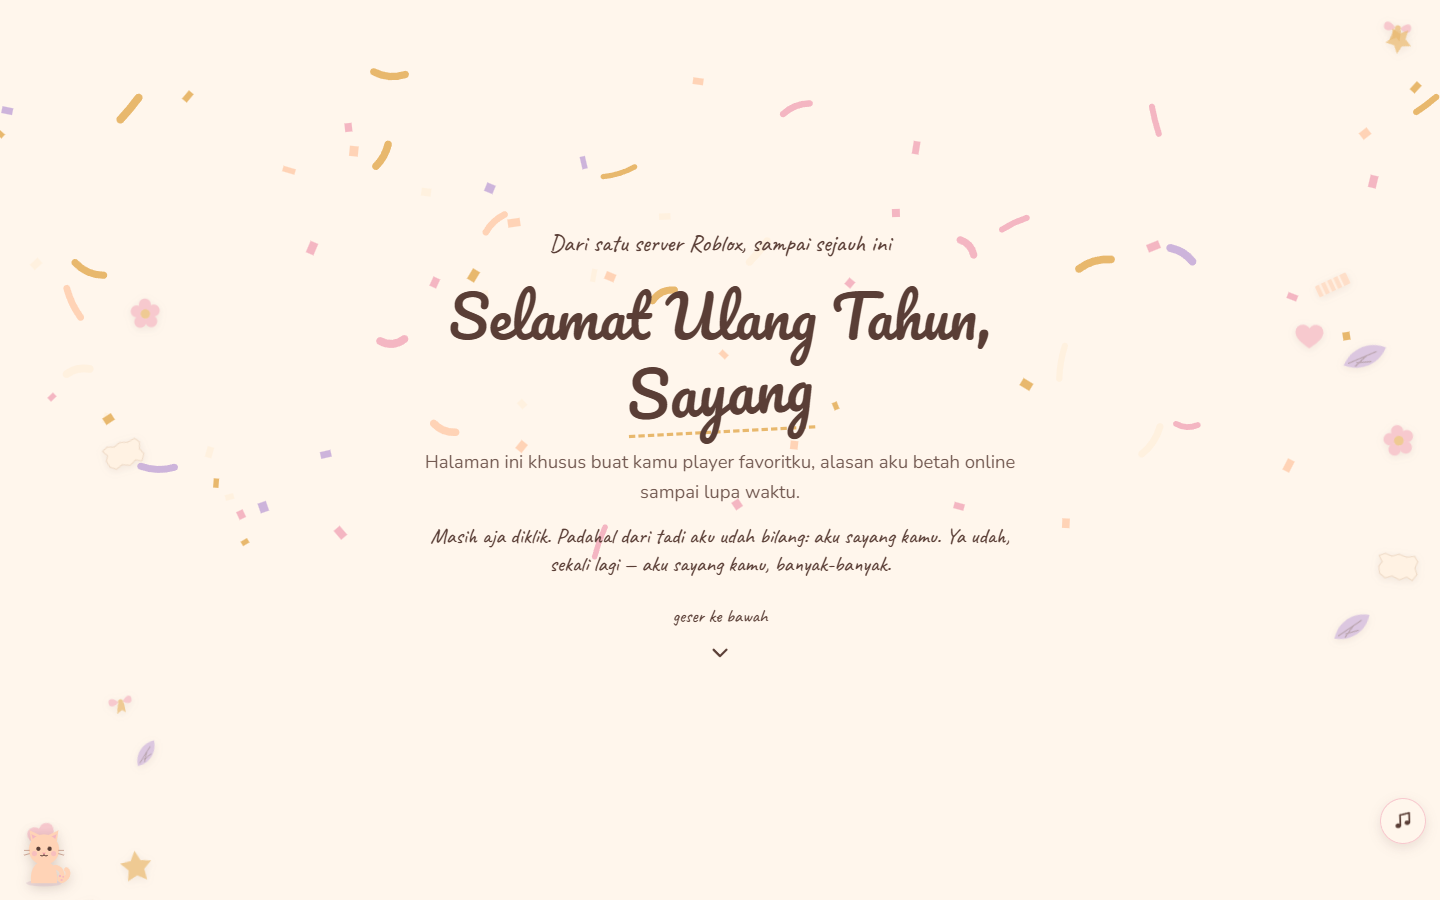 Dari satu server Roblox, sampai sejauh ini
Selamat Ulang Tahun,
Sayang
Halaman ini khusus buat kamu player favoritku, alasan aku betah online
sampai lupa waktu.
Masih aja diklik. Padahal dari tadi aku udah bilang: aku sayang kamu. Ya udah,
sekali lagi — aku sayang kamu, banyak-banyak.
geser ke bawah